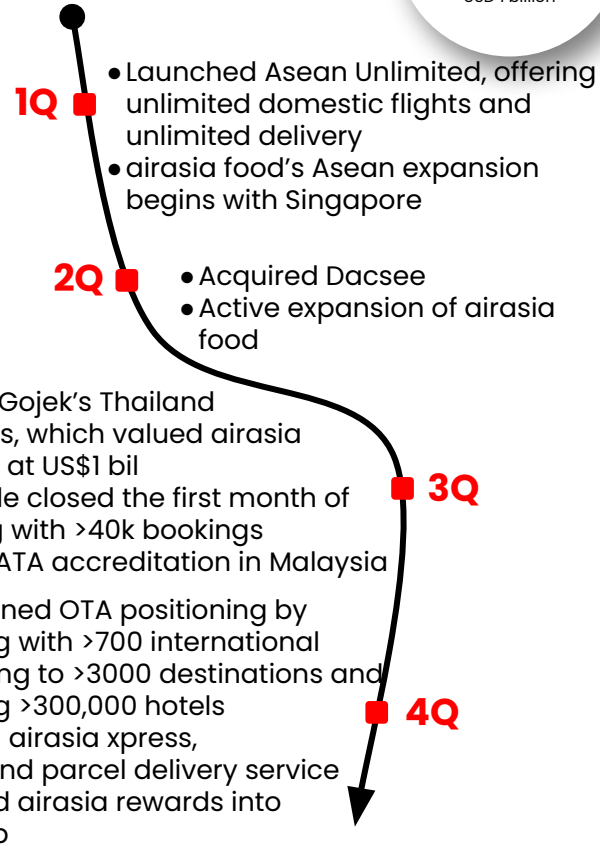 1Q
● Launched Asean Unlimited, offering
unlimited domestic flights and
unlimited delivery
● airasia food’s Asean expansion
begins with Singapore
2Q
● Acquired Dacsee
● Active expansion of airasia
food
Gojek’s Thailand
s, which valued airasia
at US$1 bil
le closed the first month of
g with >40k bookings
ATA accreditation in Malaysia
3Q
ned OTA positioning by
g with >700 international
ng to >3000 destinations and
g >300,000 hotels
airasia xpress,
nd parcel delivery service
d airasia rewards into
4Q